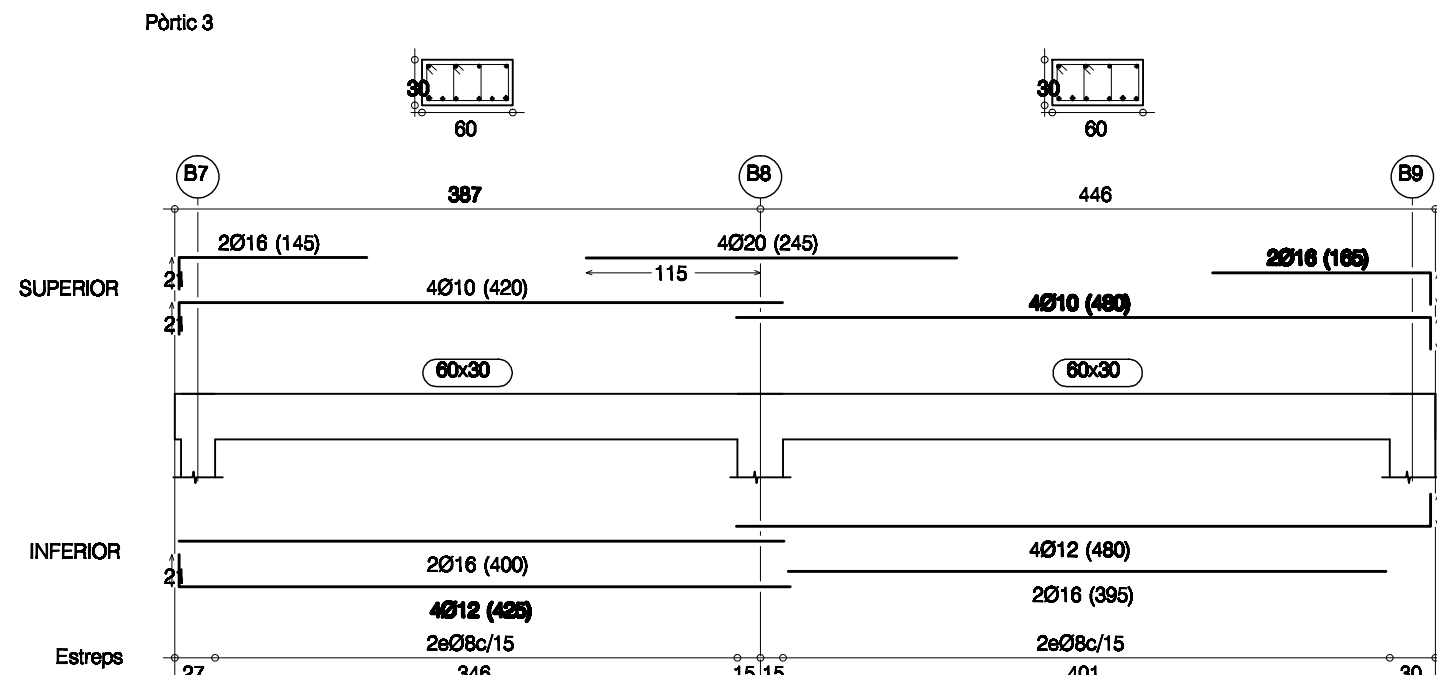 Pòrtic 3
30 30
60 60
B7 B8 B9
387 446
2Ø16 (145) 4Ø20 (245) 2Ø16 (165)
21 115
SUPERIOR 4Ø10 (420) 4Ø10 (480)
21
60x30 60x30
INFERIOR 4Ø12 (480)
2Ø16 (400)
21 2Ø16 (395)
4Ø12 (425)
2eØ8c/15 2eØ8c/15
Estreps
27 346 15 15 401 30